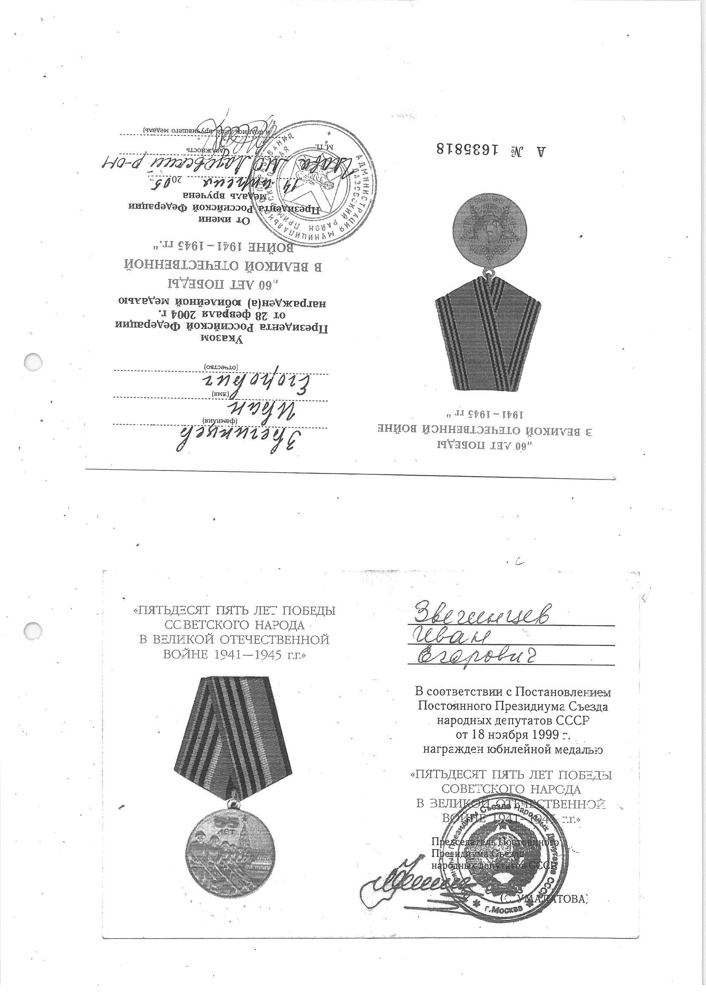 „60 ЛЕТ ПОБЕДЫ
В ВЕЛИКОЙ ОТЕЧЕСТВЕННОЙ ВОЙНЕ
1941–1945 гг."
А № 1635818
Звегинцев
(фамилия)
Иван
(имя)
Егорович
(отчество)
Указом
Президента Российской Федерации
от 28 февраля 2004 г.
награжден(а) юбилейной медалью
„60 ЛЕТ ПОБЕДЫ
В ВЕЛИКОЙ ОТЕЧЕСТВЕННОЙ
ВОЙНЕ 1941–1945 гг."
От имени
Президента Российской Федерации
медаль вручена
"14" апреля 2005
Глава МО Лазовский р-он
должность
М.П.
и подпись лица, вручившего медаль)
АДМИНИСТРАЦИЯ МУНИЦИПАЛЬНОГО ОБРАЗОВАНИЯ
ЛАЗОВСКИЙ РАЙОН ПРИМОРСКОГО КРАЯ
«ПЯТЬДЕСЯТ ПЯТЬ ЛЕТ ПОБЕДЫ
СОВЕТСКОГО НАРОДА
В ВЕЛИКОЙ ОТЕЧЕСТВЕННОЙ
ВОЙНЕ 1941—1945 г.г.»
55
ЛЕТ
Звегинцев
Иван
Егорович
В соответствии с Постановлением
Постоянного Президиума Съезда
народных депутатов СССР
от 18 ноября 1999 г.
награжден юбилейной медалью
«ПЯТЬДЕСЯТ ПЯТЬ ЛЕТ ПОБЕДЫ
СОВЕТСКОГО НАРОДА
В ВЕЛИКОЙ ОТЕЧЕСТВЕННОЙ
ВОЙНЕ 1941—1945 г.г.»
Председатель Постоянного
Президиума Съезда
народных депутатов СССР
(С. УМАЛАТОВА)
Постоянный Президиум Съезда Народных Депутатов СССР
г.Москва